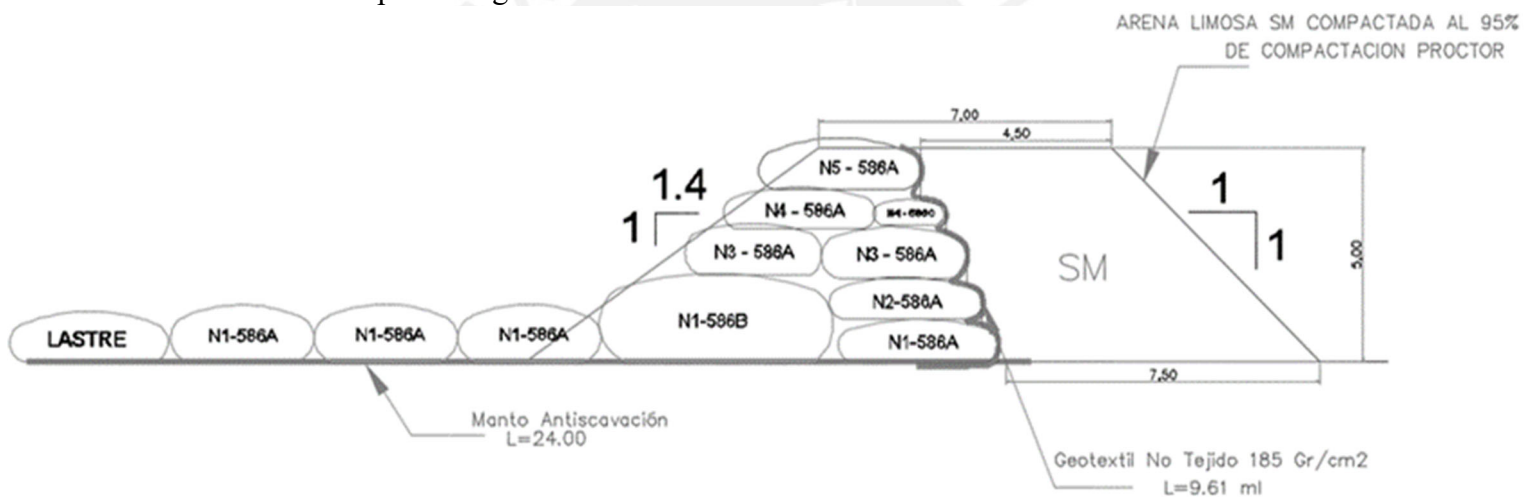 ARENA LIMOSA SM COMPACTADA AL 95%
DE COMPACTACION PROCTOR
7.00
4.50
N5 - 586A
1.4
1
N4 - 586A
1
1
N3 - 586A
N3 - 586A
SM
5.00
N2-586A
N1-586B
LASTRE
N1-586A
N1-586A
N1-586A
N1-586A
7.50
Manto Antiscavación
L=24.00
Geotextil No Tejido 185 Gr/cm2
L=9.61 ml